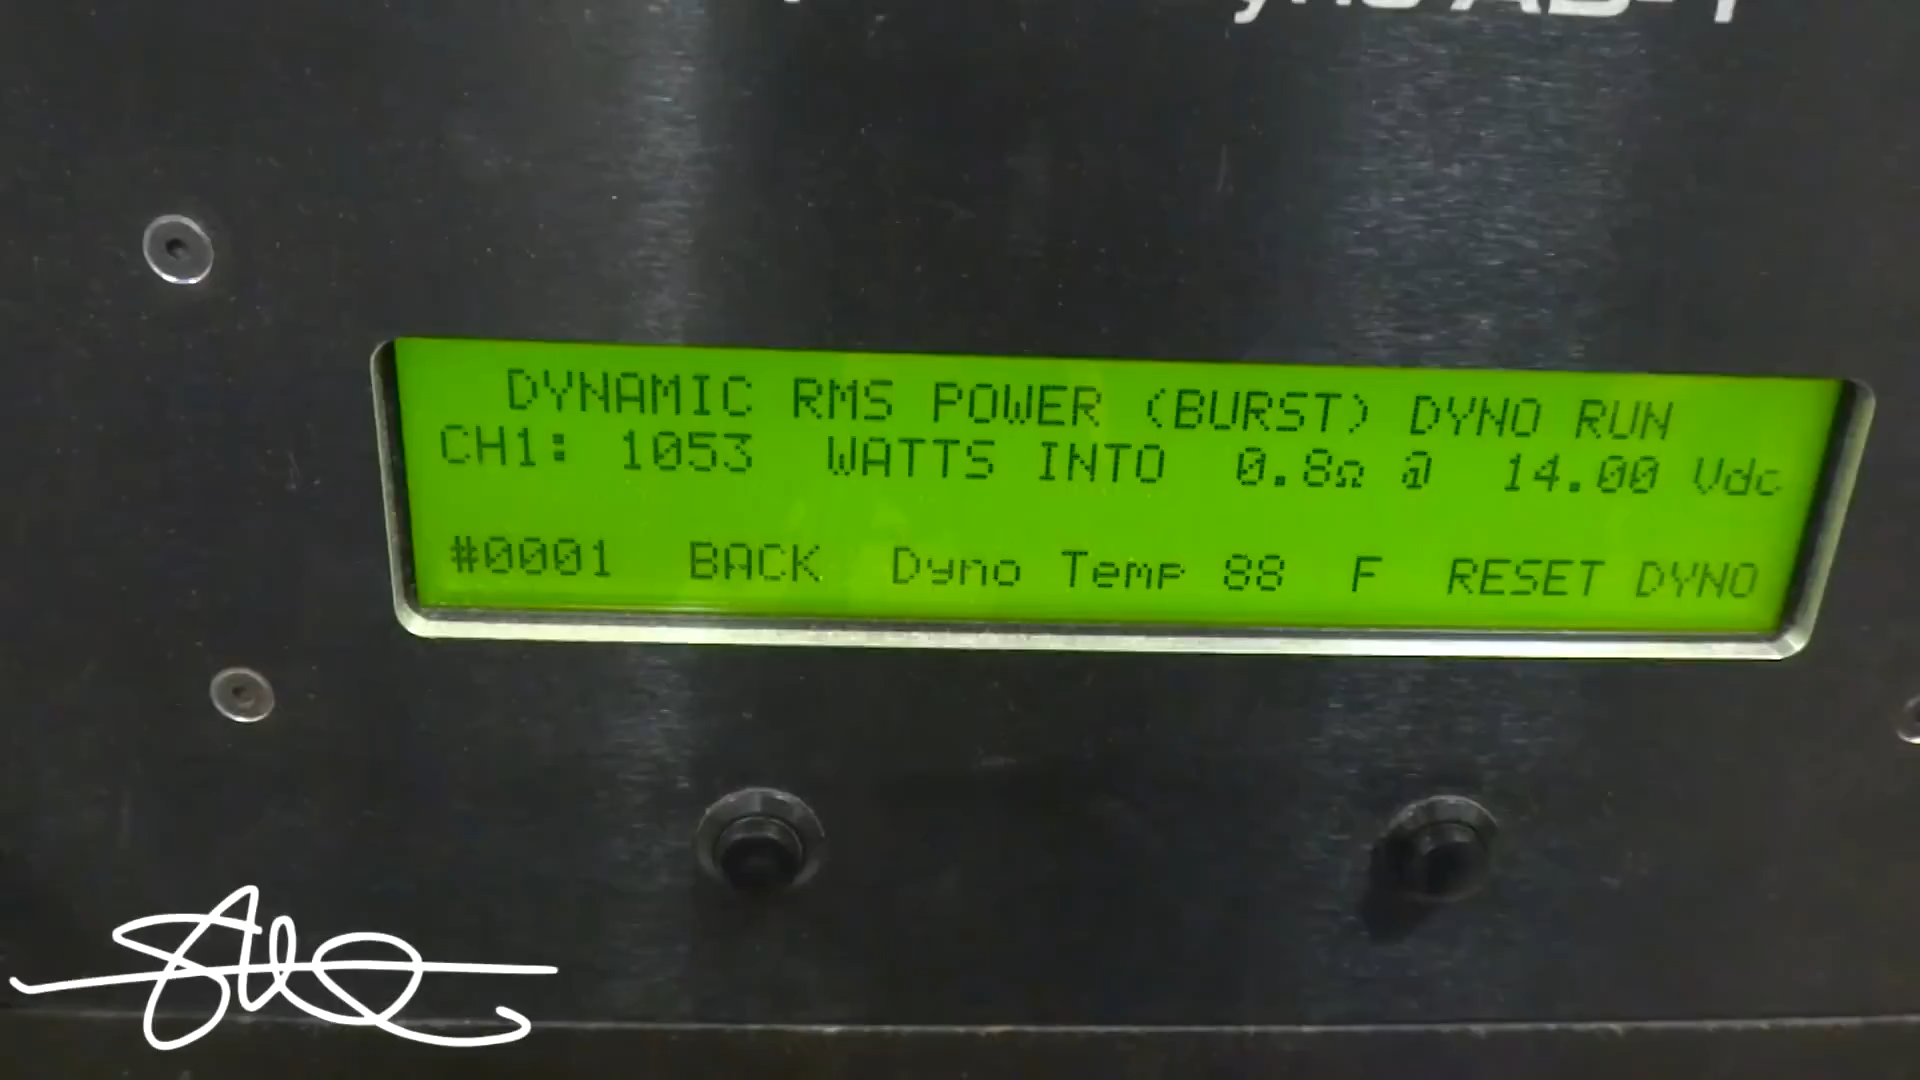 DYNAMIC RMS POWER (BURST) DYNO RUN
CH1: 1053 WATTS INTO 0.8Ω @ 14.00 Vdc
#0001 BACK Dyno Temp 88 F RESET DYNO